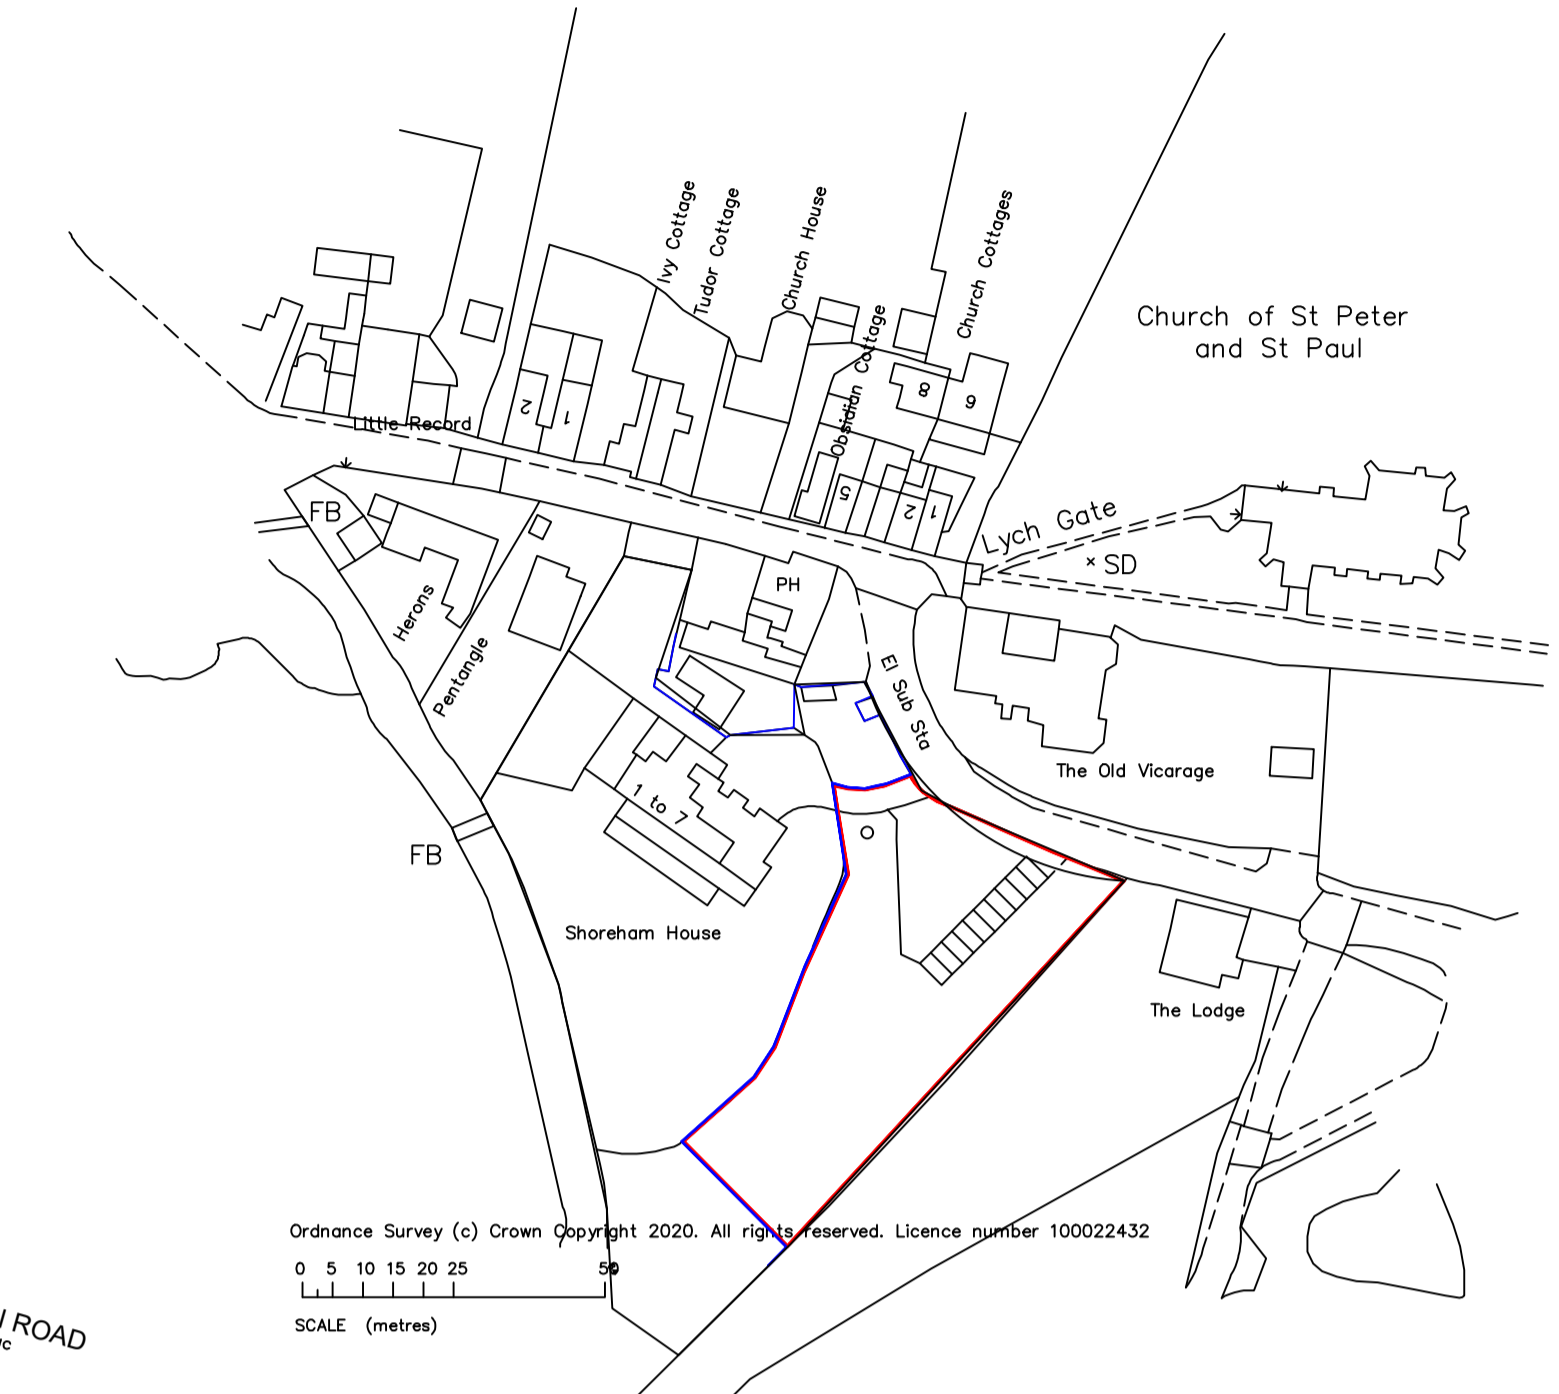 Ivy Cottage
Tudor Cottage
Church House
Obsidian Cottage
Church Cottages
Church of St Peter
and St Paul
Little Record
2
1
8
6
5
2
1
Lych Gate
SD
FB
Herons
Pentangle
PH
El Sub Sta
The Old Vicarage
1 to 7
FB
Shoreham House
The Lodge
Ordnance Survey (c) Crown Copyright 2020. All rights reserved. Licence number 100022432
0 5 10 15 20 25 50
SCALE (metres)
ROAD